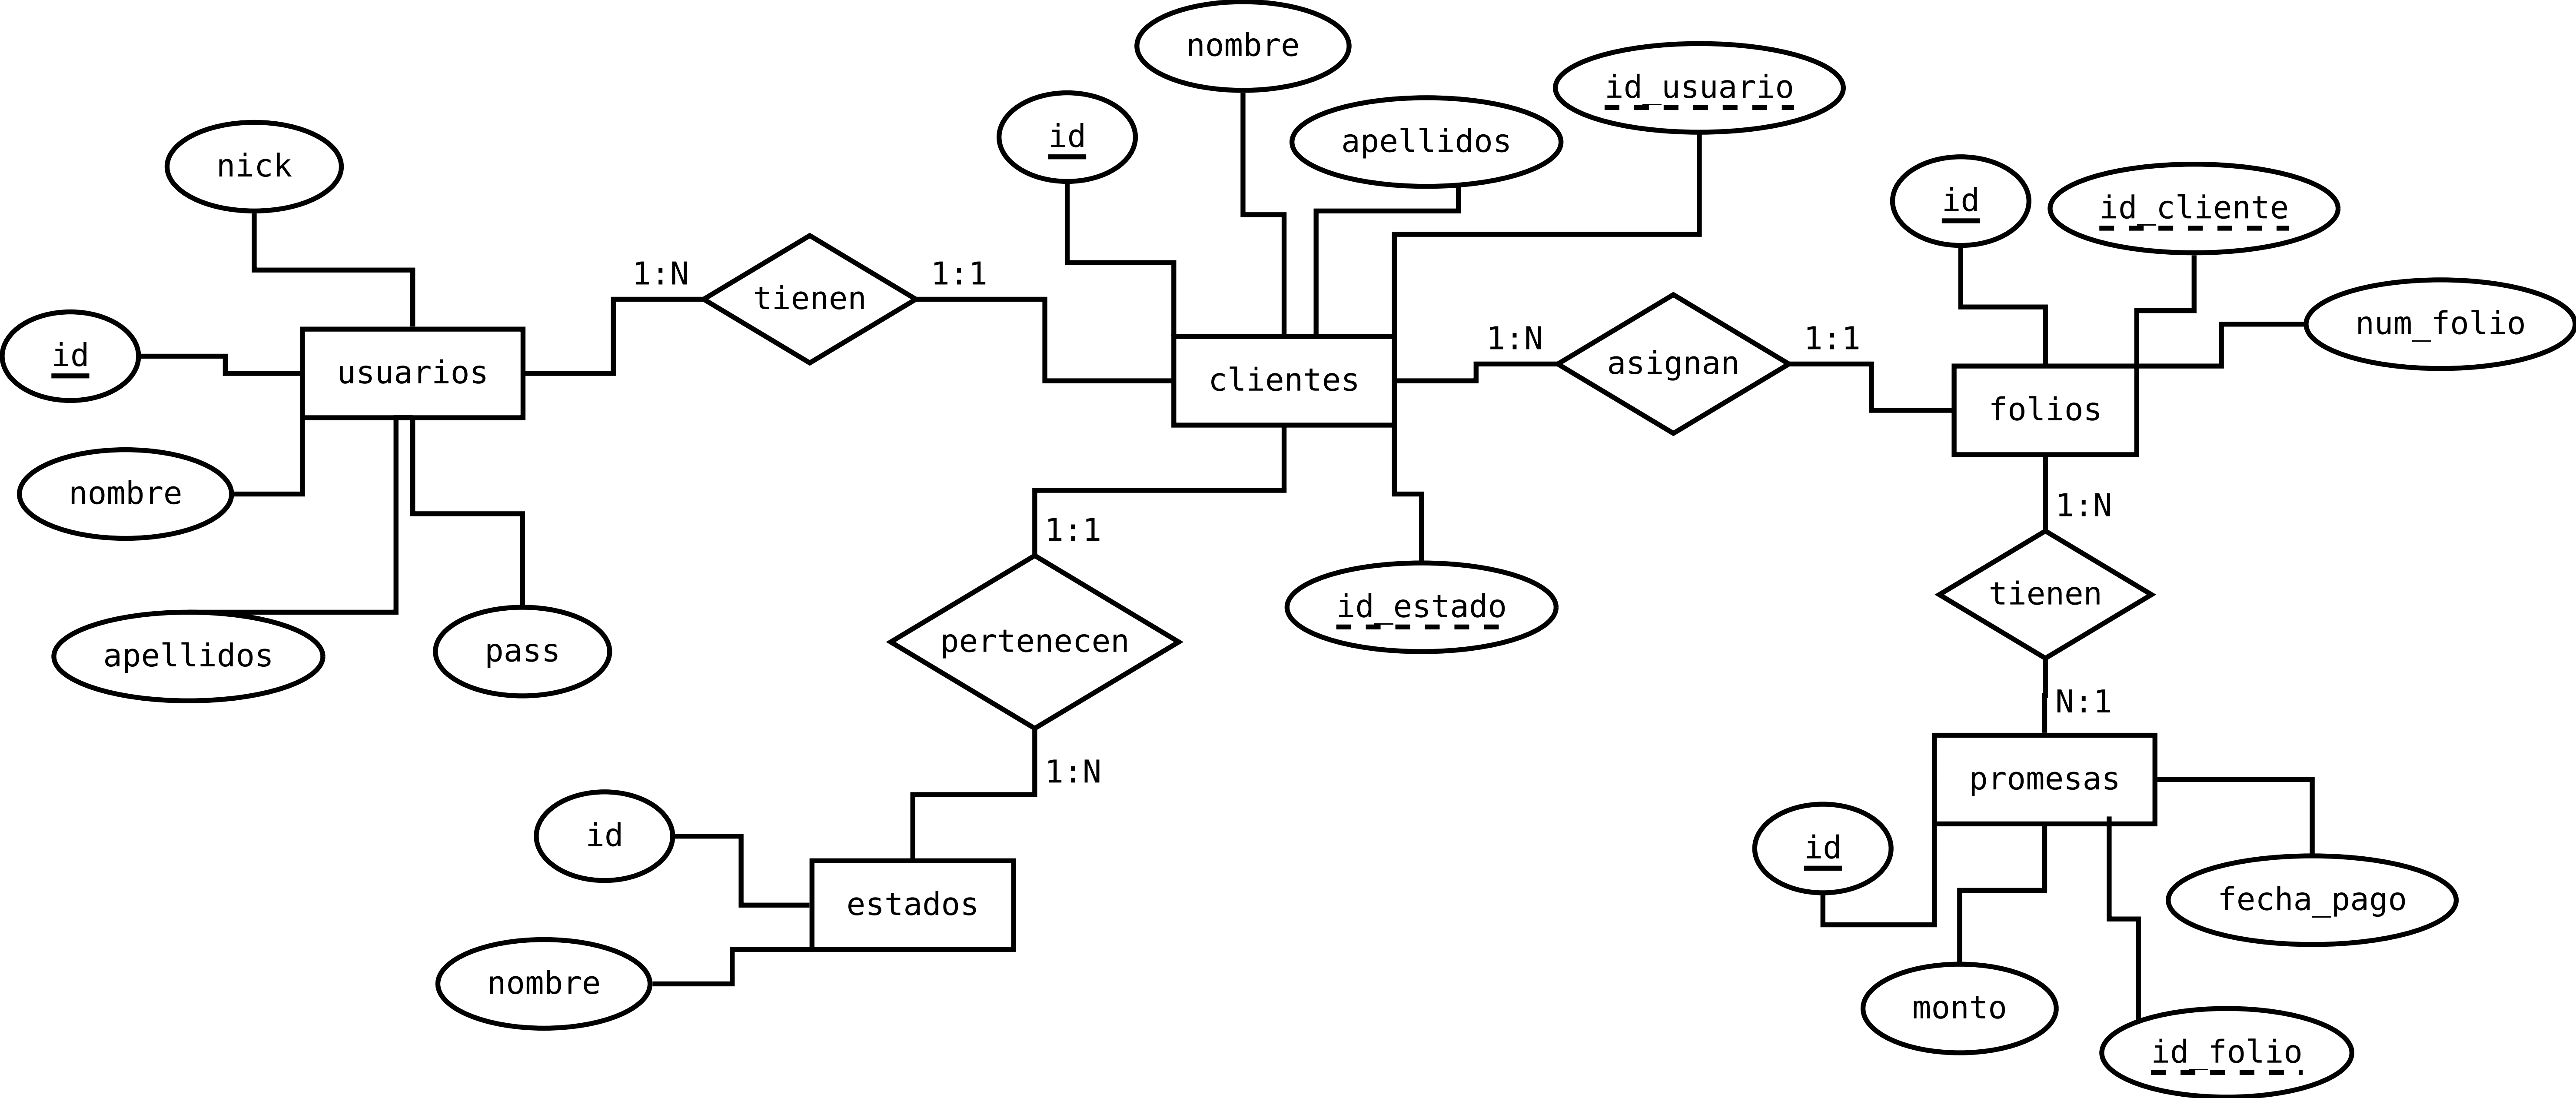 nombre
id_usuario
id
apellidos
nick
id
id_cliente
1:N
tienen
1:1
num_folio
id
usuarios
clientes
1:N
asignan
1:1
folios
nombre
1:1
1:N
apellidos
pass
pertenecen
id_estado
tienen
N:1
1:N
id
estados
promesas
id
fecha_pago
nombre
monto
id_folio